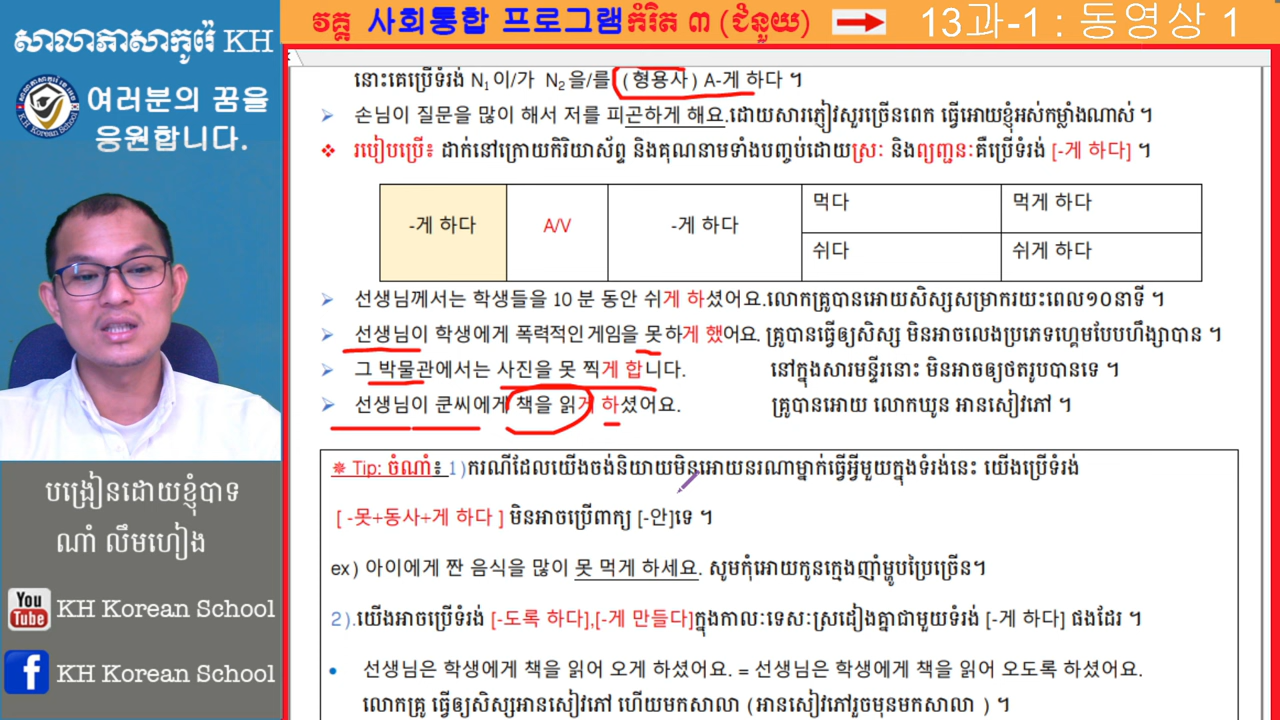 សាលាភាសាកូរ៉េ KH
여러분의 꿈을
응원합니다.
KH Korean School
វគ្គ 사회통합 프로그램កំរិត ៣ (ជំនួយ)
13과-1 : 동영상 1
នោះគេប្រើទំរង់ N1 이/가 N2 을/를 (형용사) A-게 하다 ។
➢ 손님이 질문을 많이 해서 저를 피곤하게 해요.ដោយសារភ្ញៀវសួរច្រើនពេក ធ្វើអោយខ្ញុំអស់កម្លាំងណាស់ ។
❖ របៀបប្រើ៖ ដាក់នៅក្រោយកិរិយាស័ព្ទ និងគុណនាមទាំងបញ្ចប់ដោយស្រៈ និងព្យញ្ជនៈគឺប្រើទំរង់ [-게 하다] ។
-게 하다 A/V -게 하다
먹다 먹게 하다
쉬다 쉬게 하다
➢ 선생님께서는 학생들을 10 분 동안 쉬게 하셨어요.លោកគ្រូបានអោយសិស្សសម្រាករយះពេល១០នាទី ។
➢ 선생님이 학생에게 폭력적인 게임을 못하게 했어요. គ្រូបានធ្វើឲ្យសិស្ស មិនអាចលេងប្រភេទហ្គេមបែបហឹង្សាបាន ។
➢ 그 박물관에서는 사진을 못 찍게 합니다. នៅក្នុងសារមន្ទីរនោះ មិនអាចឲ្យថតរូបបានទេ ។
➢ 선생님이 쿤씨에게 책을 읽게 하셨어요. គ្រូបានអោយ លោកឃូន អានសៀវភៅ ។
✵ Tip: ចំណាំ៖ 1)ករណីដែលយើងចង់និយាយមិនអោយនរណាម្នាក់ធ្វើអ្វីមួយក្នុងទំរង់នេះ យើងប្រើទំរង់
[ -못+동사+게 하다 ] មិនអាចប្រើពាក្យ [-안]ទេ ។
ex) 아이에게 짠 음식을 많이 못 먹게 하세요. សូមកុំអោយកូនក្មេងញ៉ាំម្ហូបប្រៃច្រើន។
2).យើងអាចប្រើទំរង់ [-도록 하다],[-게 만들다]ក្នុងកាលៈទេសៈស្រដៀងគ្នាជាមួយទំរង់ [-게 하다] ផងដែរ ។
• 선생님은 학생에게 책을 읽어 오게 하셨어요. = 선생님은 학생에게 책을 읽어 오도록 하셨어요.
លោកគ្រូ ធ្វើឲ្យសិស្សអានសៀវភៅ ហើយមកសាលា (អានសៀវភៅរួចមុនមកសាលា ) ។
បង្រៀនដោយខ្ញុំបាទ
ណាំ លឹមហៀង
You Tube KH Korean School
f KH Korean School